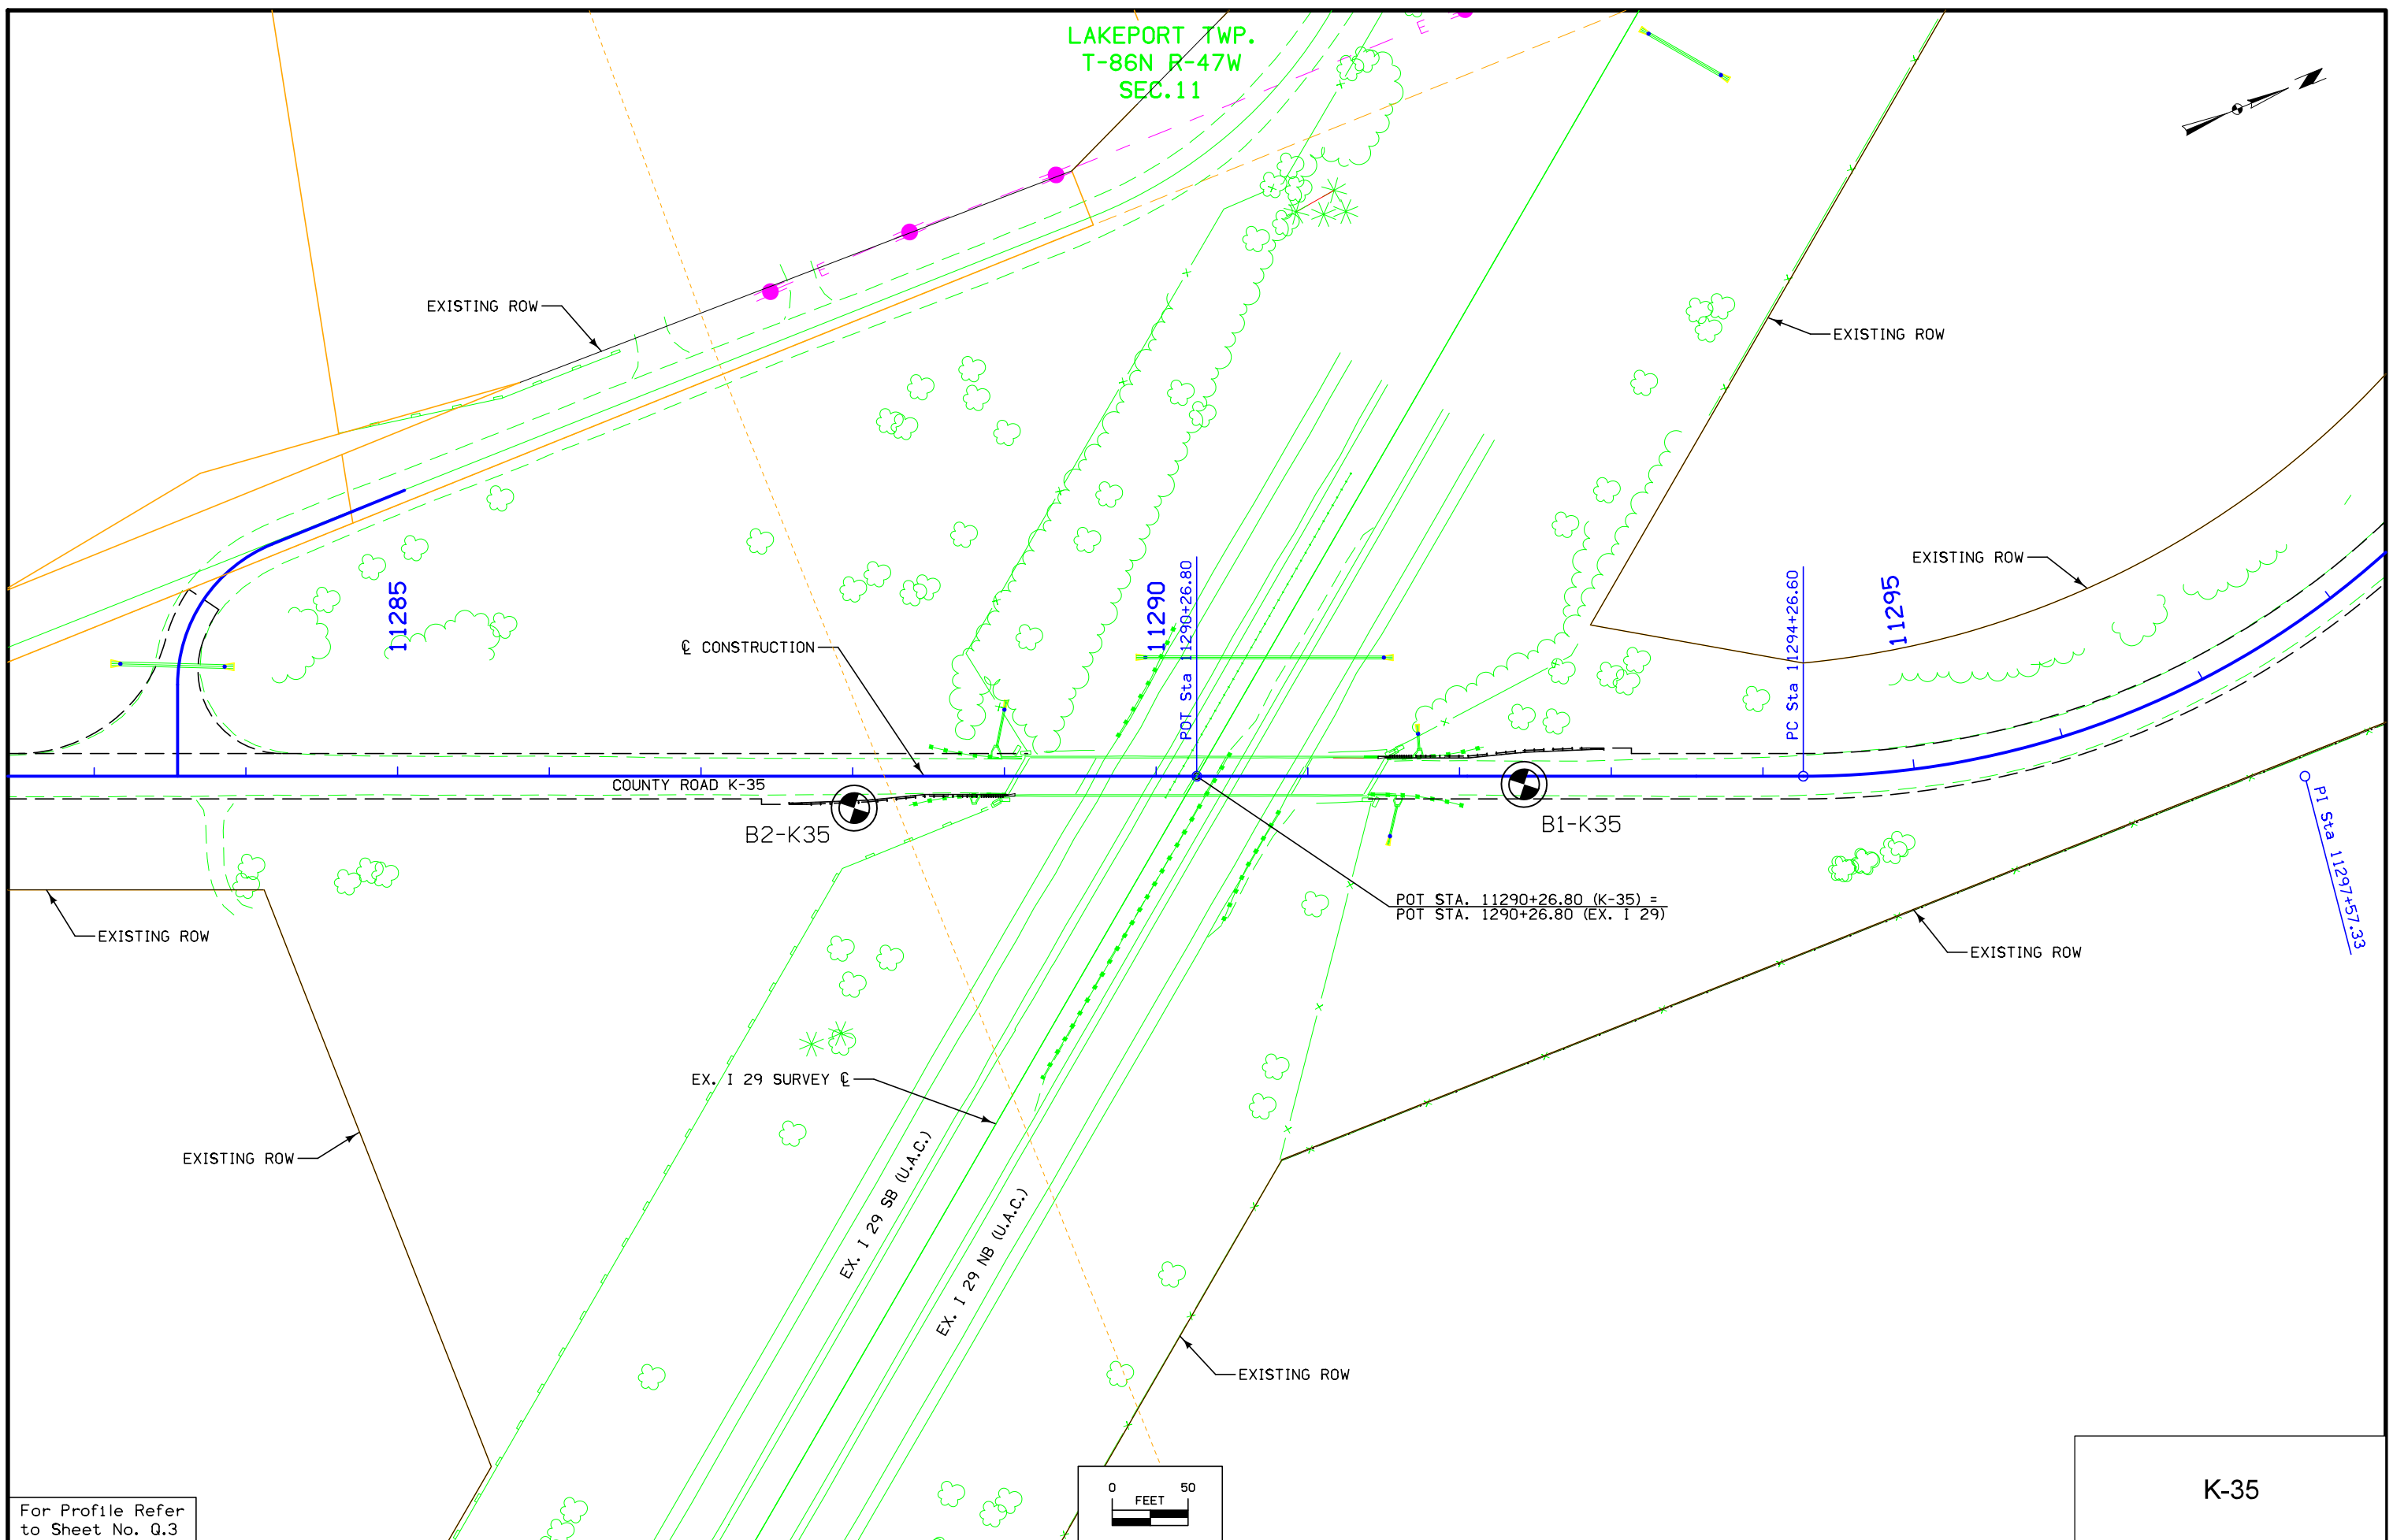 LAKEPORT TWP.
T-86N R-47W
SEC.11
E
E
EXISTING ROW
EXISTING ROW
EXISTING ROW
11285
11290
POT Sta 11290+26.80
PC Sta 11294+26.60
11295
℄ CONSTRUCTION
COUNTY ROAD K-35
B2-K35
B1-K35
PI Sta 11297+57.33
POT STA. 11290+26.80 (K-35) =
POT STA. 1290+26.80 (EX. I 29)
EXISTING ROW
EXISTING ROW
EX. I 29 SURVEY ℄
EXISTING ROW
EX. I 29 SB (U.A.C.)
EX. I 29 NB (U.A.C.)
EXISTING ROW
0 50
FEET
For Profile Refer
to Sheet No. Q.3
K-35